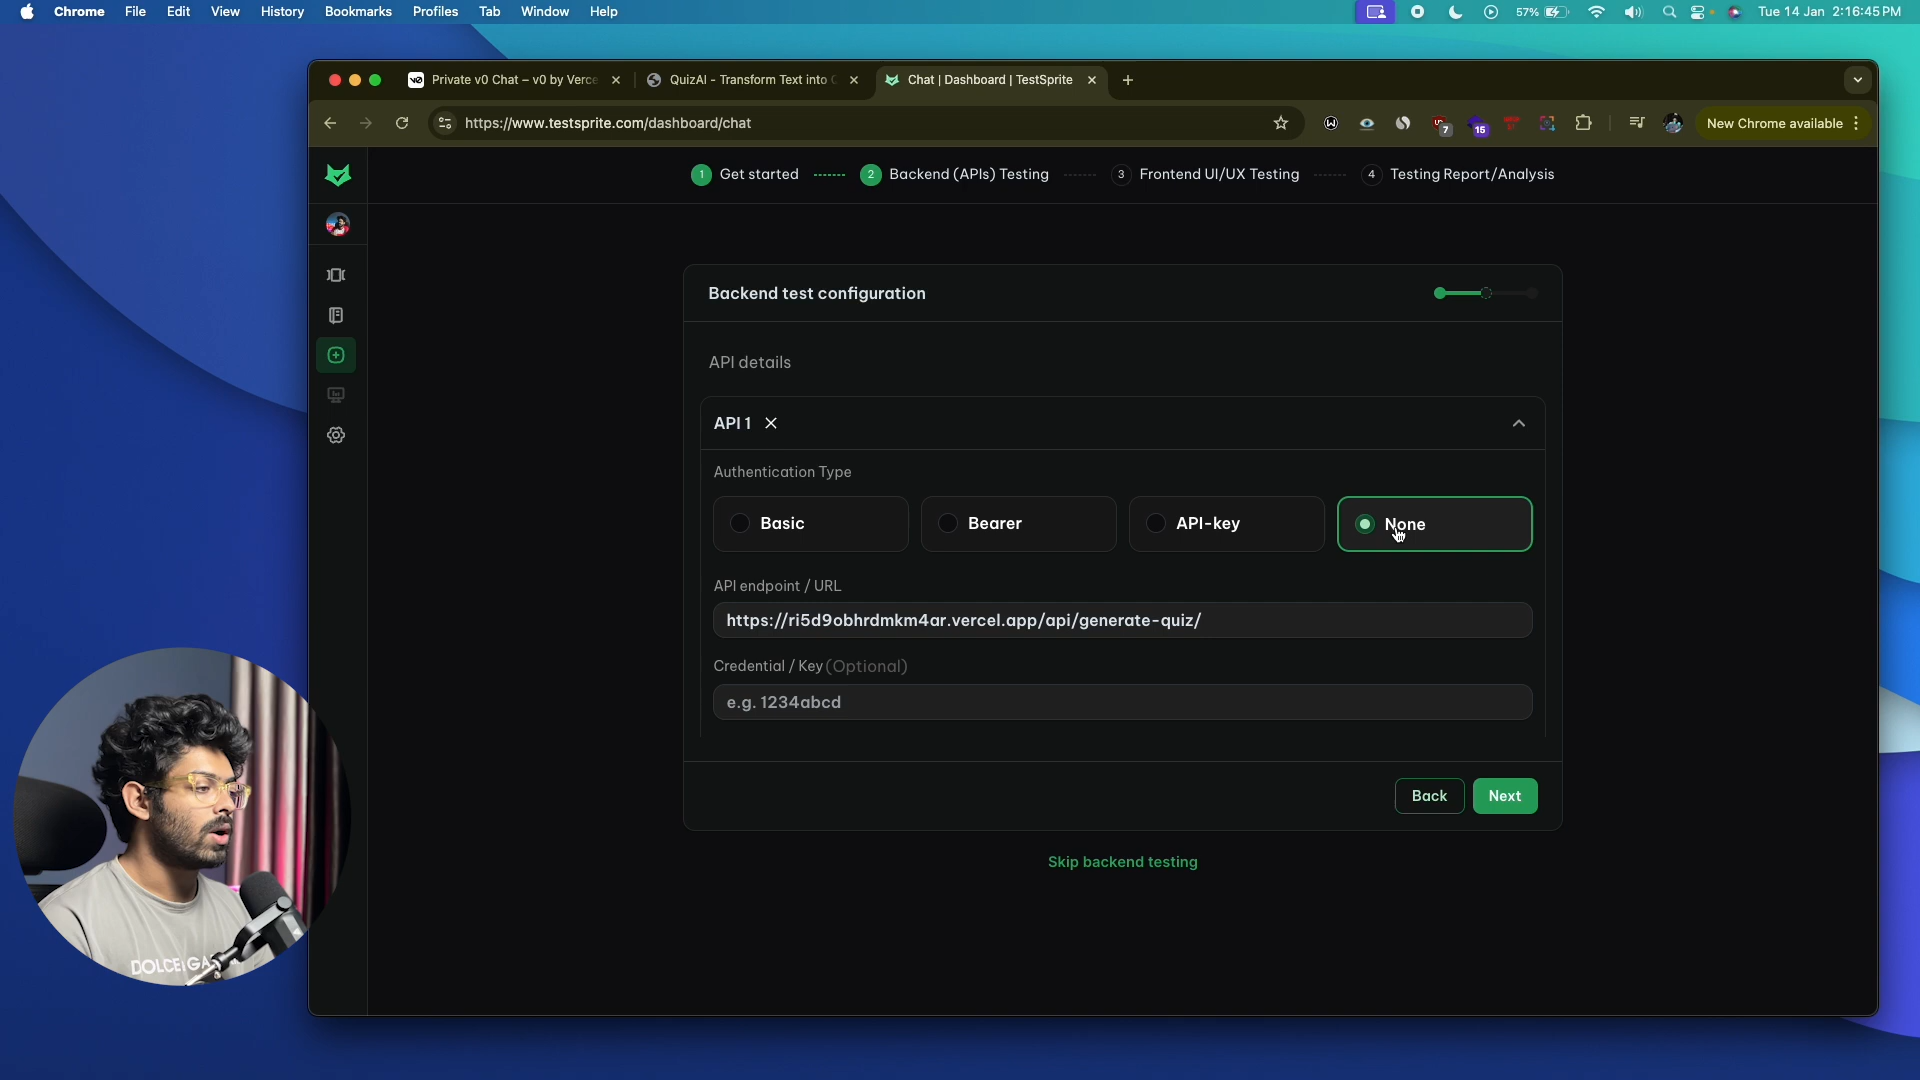 Chrome File Edit View History Bookmarks Profiles Tab Window Help 57% Tue 14 Jan 2:16:45 PM
Private v0 Chat – v0 by Verce QuizAI - Transform Text into Chat | Dashboard | TestSprite
https://www.testsprite.com/dashboard/chat 7 15 New Chrome available
1 Get started 2 Backend (APIs) Testing 3 Frontend UI/UX Testing 4 Testing Report/Analysis
Backend test configuration
API details
API 1
Authentication Type
Basic Bearer API-key None
API endpoint / URL
https://ri5d9obhrdmkm4ar.vercel.app/api/generate-quiz/
Credential / Key (Optional)
e.g. 1234abcd
Back Next
Skip backend testing
DOLCE GA